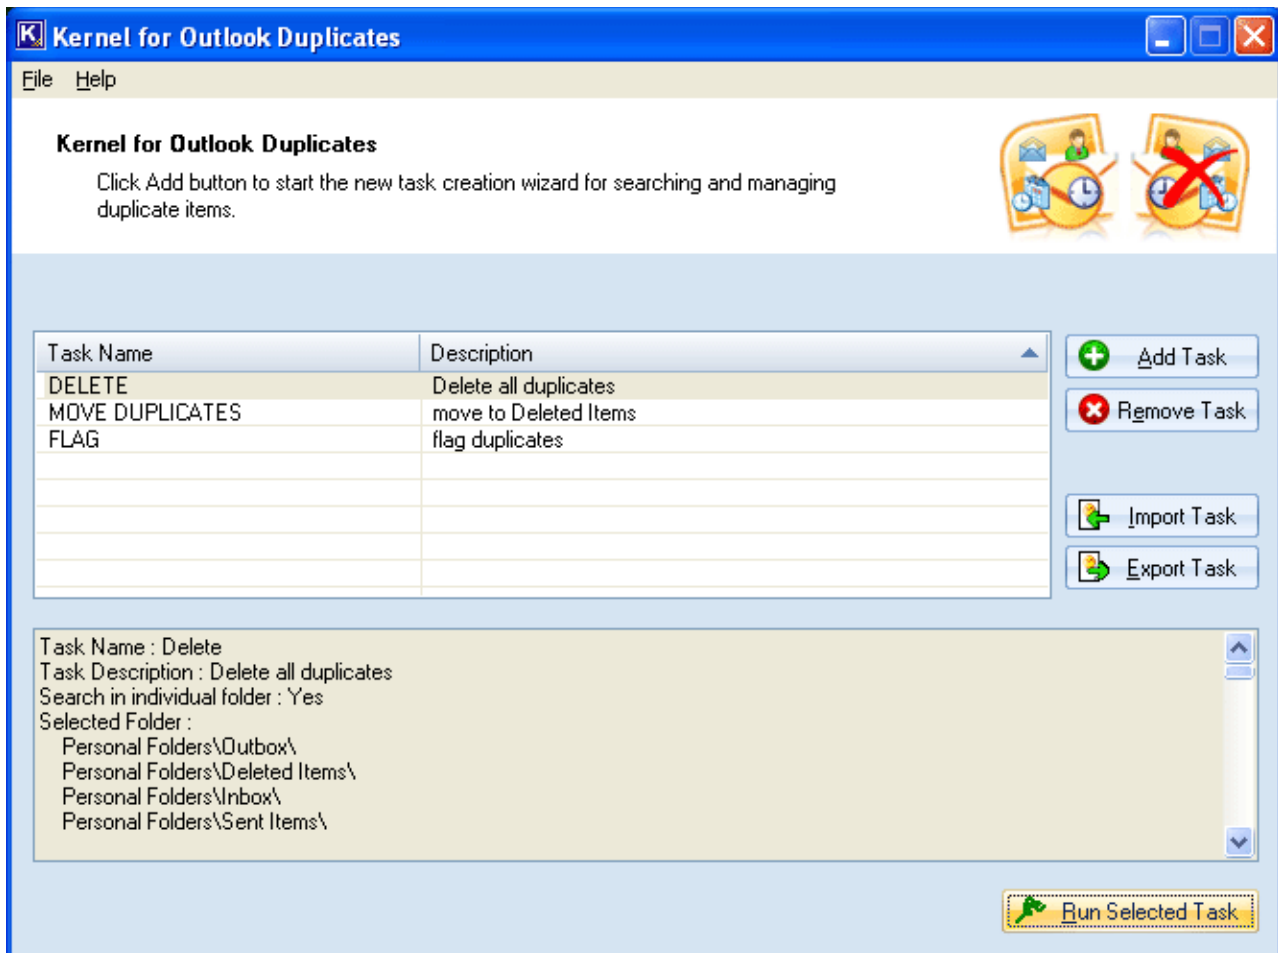 Kernel for Outlook Duplicates
File Help
Kernel for Outlook Duplicates
Click Add button to start the new task creation wizard for searching and managing
duplicate items.
Task Name Description
DELETE Delete all duplicates
MOVE DUPLICATES move to Deleted Items
FLAG flag duplicates
Add Task
Remove Task
Import Task
Export Task
Task Name : Delete
Task Description : Delete all duplicates
Search in individual folder : Yes
Selected Folder :
Personal Folders\Outbox\
Personal Folders\Deleted Items\
Personal Folders\Inbox\
Personal Folders\Sent Items\
Run Selected Task